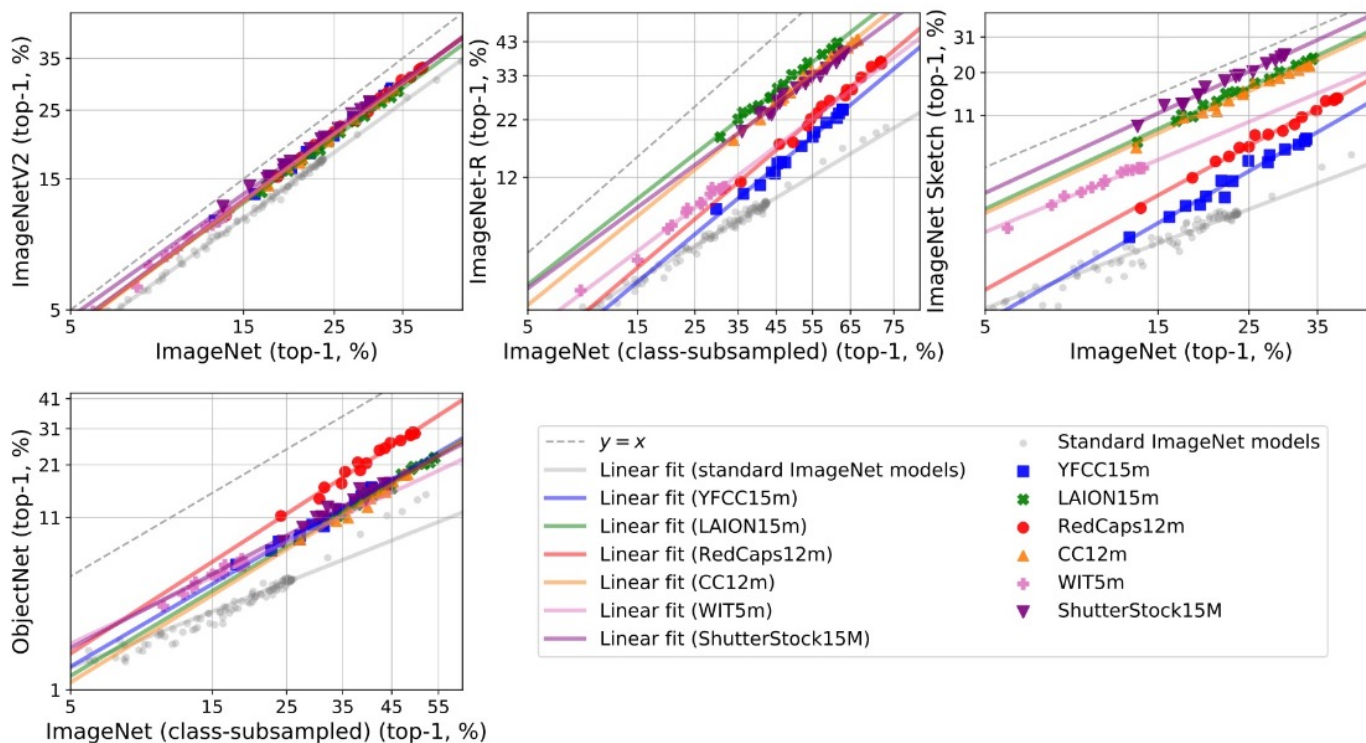 ImageNetV2 (top-1, %)
35
25
15
5
5 15 25 35
ImageNet (top-1, %)
ImageNet-R (top-1, %)
43
33
22
12
5 15 25 35 45 55 65 75
ImageNet (class-subsampled) (top-1, %)
ImageNet Sketch (top-1, %)
31
20
11
5 15 25 35
ImageNet (top-1, %)
ObjectNet (top-1, %)
41
31
21
11
1
5 15 25 35 45 55
ImageNet (class-subsampled) (top-1, %)
y = x
Linear fit (standard ImageNet models)
Linear fit (YFCC15m)
Linear fit (LAION15m)
Linear fit (RedCaps12m)
Linear fit (CC12m)
Linear fit (WIT5m)
Linear fit (ShutterStock15M)
Standard ImageNet models
YFCC15m
LAION15m
RedCaps12m
CC12m
WIT5m
ShutterStock15M